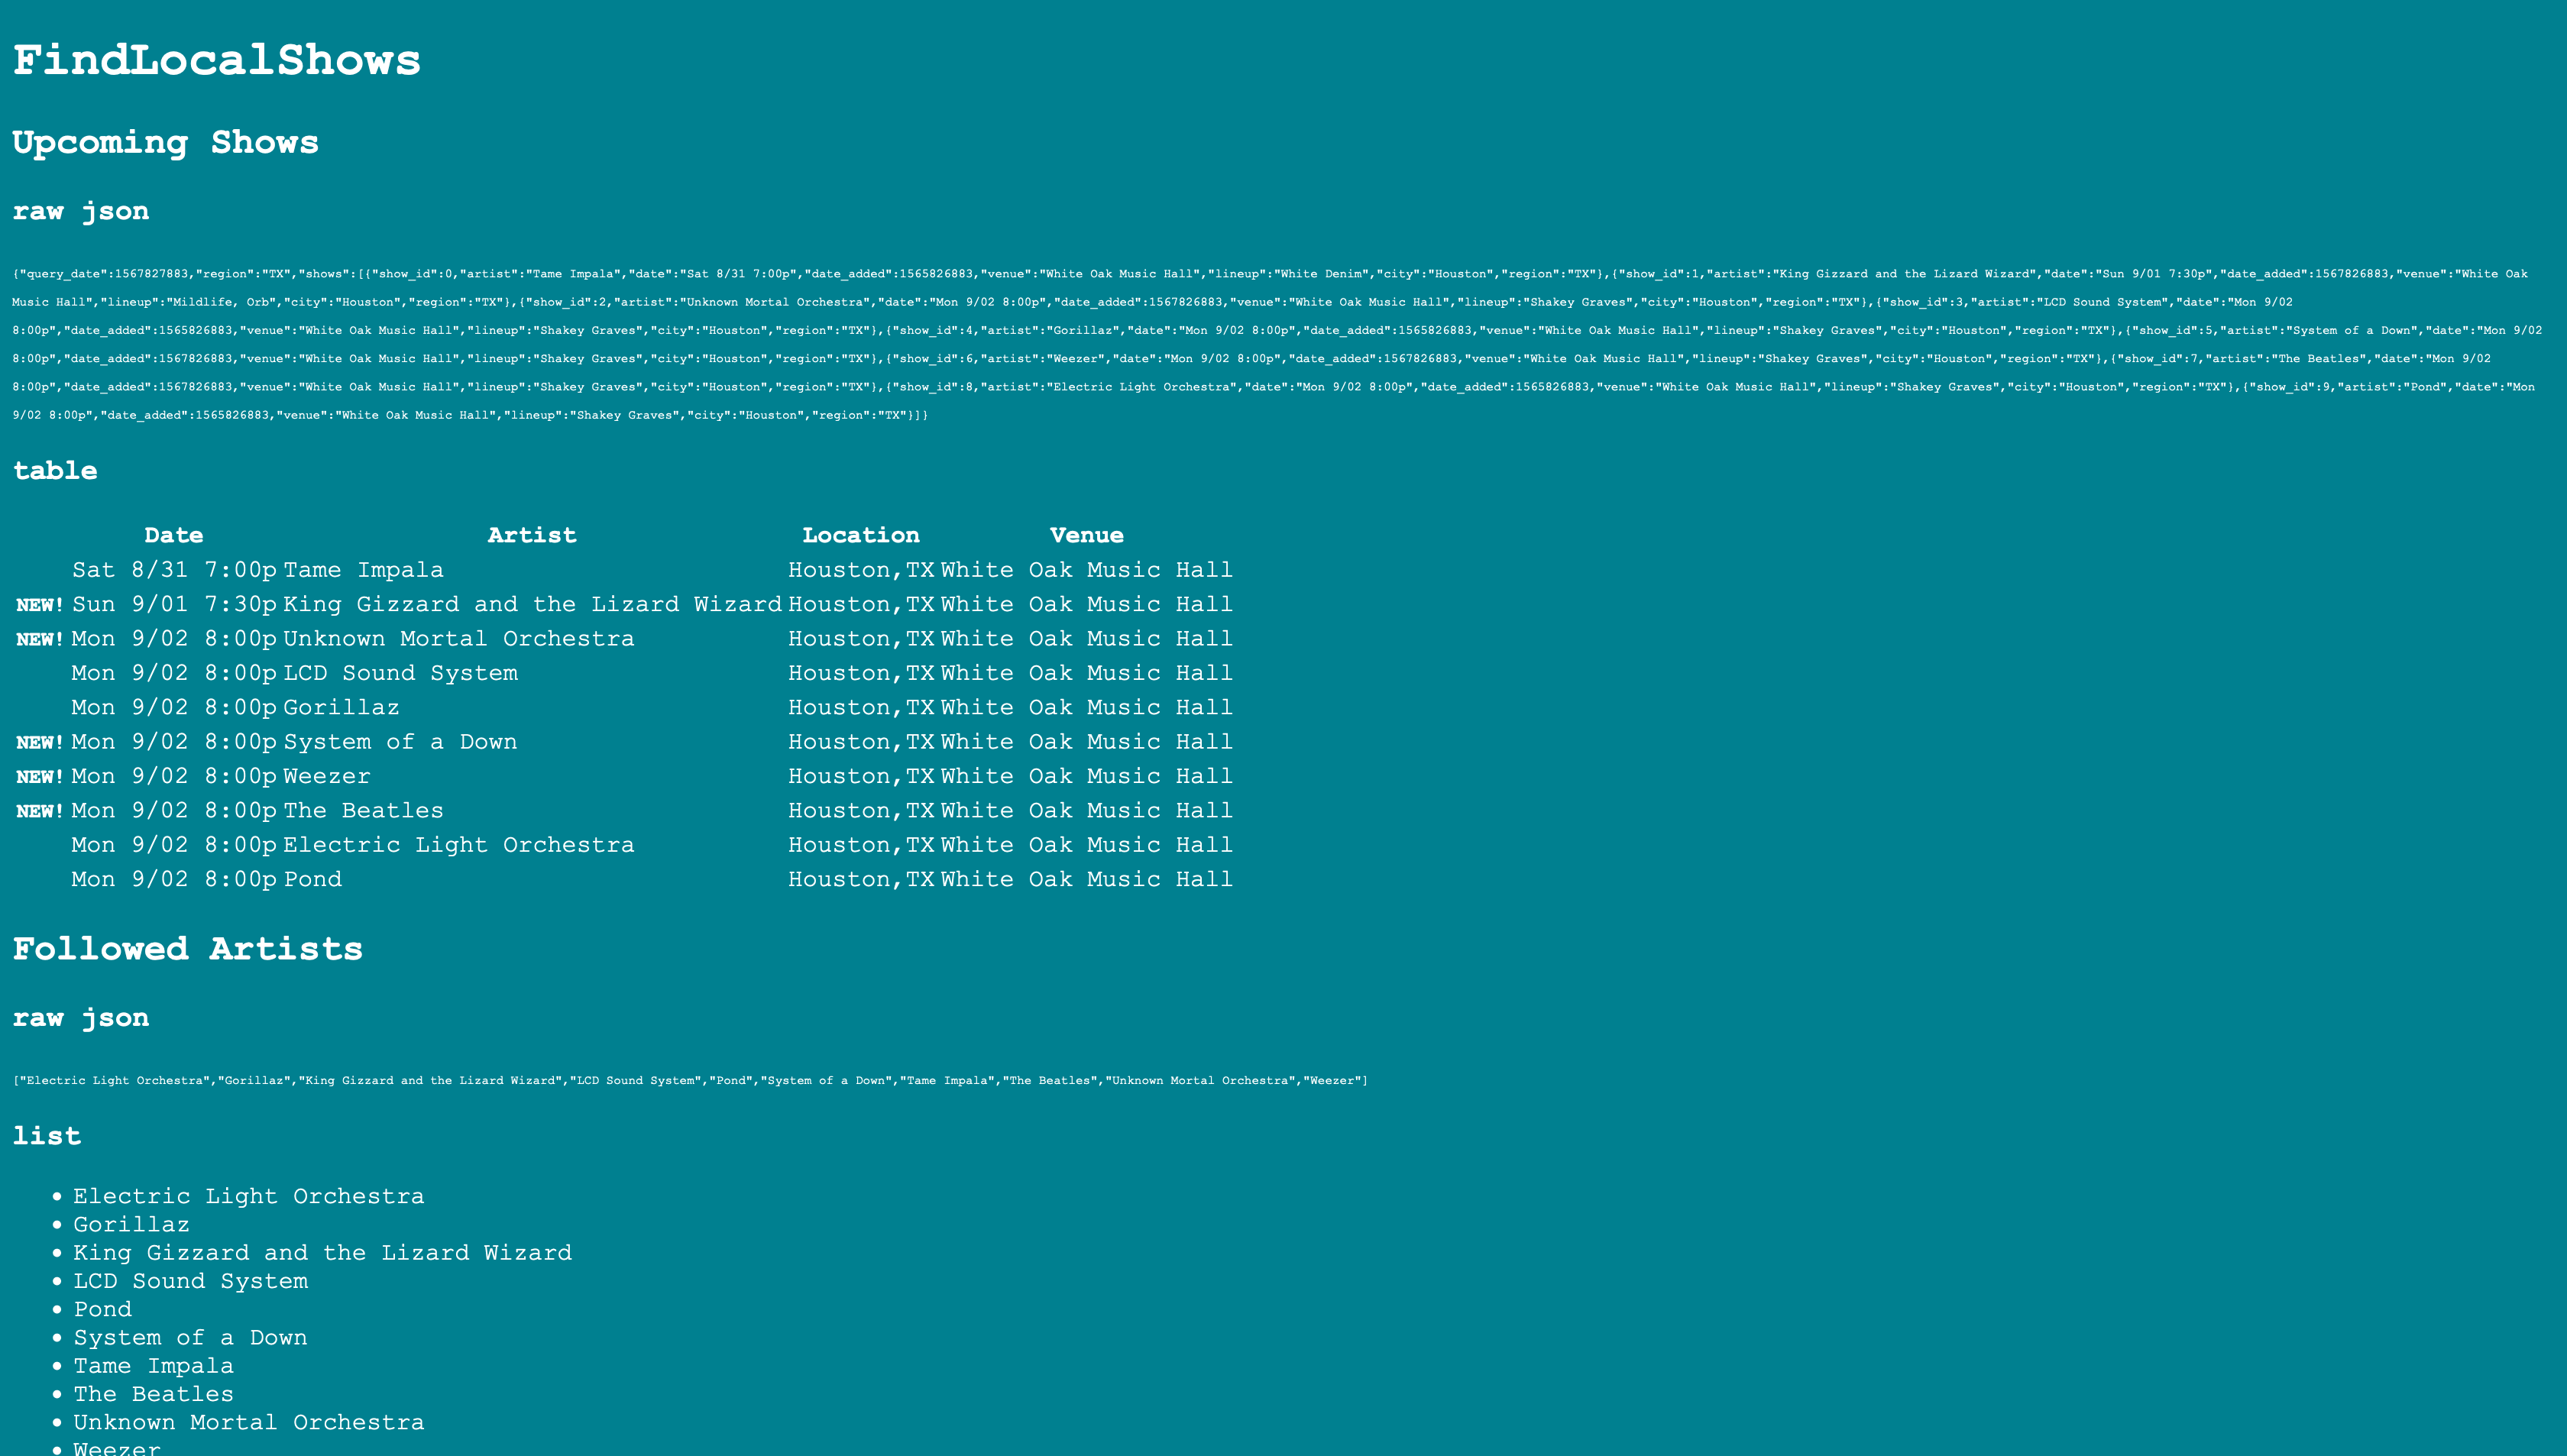 FindLocalShows
Upcoming Shows
raw json
{"query_date":1567827883,"region":"TX","shows":[{"show_id":0,"artist":"Tame Impala","date":"Sat 8/31 7:00p","date_added":1565826883,"venue":"White Oak Music Hall","lineup":"White Denim","city":"Houston","region":"TX"},{"show_id":1,"artist":"King Gizzard and the Lizard Wizard","date":"Sun 9/01 7:30p","date_added":1567826883,"venue":"White Oak
Music Hall","lineup":"Mildlife, Orb","city":"Houston","region":"TX"},{"show_id":2,"artist":"Unknown Mortal Orchestra","date":"Mon 9/02 8:00p","date_added":1567826883,"venue":"White Oak Music Hall","lineup":"Shakey Graves","city":"Houston","region":"TX"},{"show_id":3,"artist":"LCD Sound System","date":"Mon 9/02
8:00p","date_added":1565826883,"venue":"White Oak Music Hall","lineup":"Shakey Graves","city":"Houston","region":"TX"},{"show_id":4,"artist":"Gorillaz","date":"Mon 9/02 8:00p","date_added":1565826883,"venue":"White Oak Music Hall","lineup":"Shakey Graves","city":"Houston","region":"TX"},{"show_id":5,"artist":"System of a Down","date":"Mon 9/02
8:00p","date_added":1567826883,"venue":"White Oak Music Hall","lineup":"Shakey Graves","city":"Houston","region":"TX"},{"show_id":6,"artist":"Weezer","date":"Mon 9/02 8:00p","date_added":1567826883,"venue":"White Oak Music Hall","lineup":"Shakey Graves","city":"Houston","region":"TX"},{"show_id":7,"artist":"The Beatles","date":"Mon 9/02
8:00p","date_added":1567826883,"venue":"White Oak Music Hall","lineup":"Shakey Graves","city":"Houston","region":"TX"},{"show_id":8,"artist":"Electric Light Orchestra","date":"Mon 9/02 8:00p","date_added":1565826883,"venue":"White Oak Music Hall","lineup":"Shakey Graves","city":"Houston","region":"TX"},{"show_id":9,"artist":"Pond","date":"Mon
9/02 8:00p","date_added":1565826883,"venue":"White Oak Music Hall","lineup":"Shakey Graves","city":"Houston","region":"TX"}]}
table
Date Artist Location Venue
Sat 8/31 7:00p Tame Impala Houston,TX White Oak Music Hall
NEW! Sun 9/01 7:30p King Gizzard and the Lizard Wizard Houston,TX White Oak Music Hall
NEW! Mon 9/02 8:00p Unknown Mortal Orchestra Houston,TX White Oak Music Hall
Mon 9/02 8:00p LCD Sound System Houston,TX White Oak Music Hall
Mon 9/02 8:00p Gorillaz Houston,TX White Oak Music Hall
NEW! Mon 9/02 8:00p System of a Down Houston,TX White Oak Music Hall
NEW! Mon 9/02 8:00p Weezer Houston,TX White Oak Music Hall
NEW! Mon 9/02 8:00p The Beatles Houston,TX White Oak Music Hall
Mon 9/02 8:00p Electric Light Orchestra Houston,TX White Oak Music Hall
Mon 9/02 8:00p Pond Houston,TX White Oak Music Hall
Followed Artists
raw json
["Electric Light Orchestra","Gorillaz","King Gizzard and the Lizard Wizard","LCD Sound System","Pond","System of a Down","Tame Impala","The Beatles","Unknown Mortal Orchestra","Weezer"]
list
• Electric Light Orchestra
• Gorillaz
• King Gizzard and the Lizard Wizard
• LCD Sound System
• Pond
• System of a Down
• Tame Impala
• The Beatles
• Unknown Mortal Orchestra
• Weezer